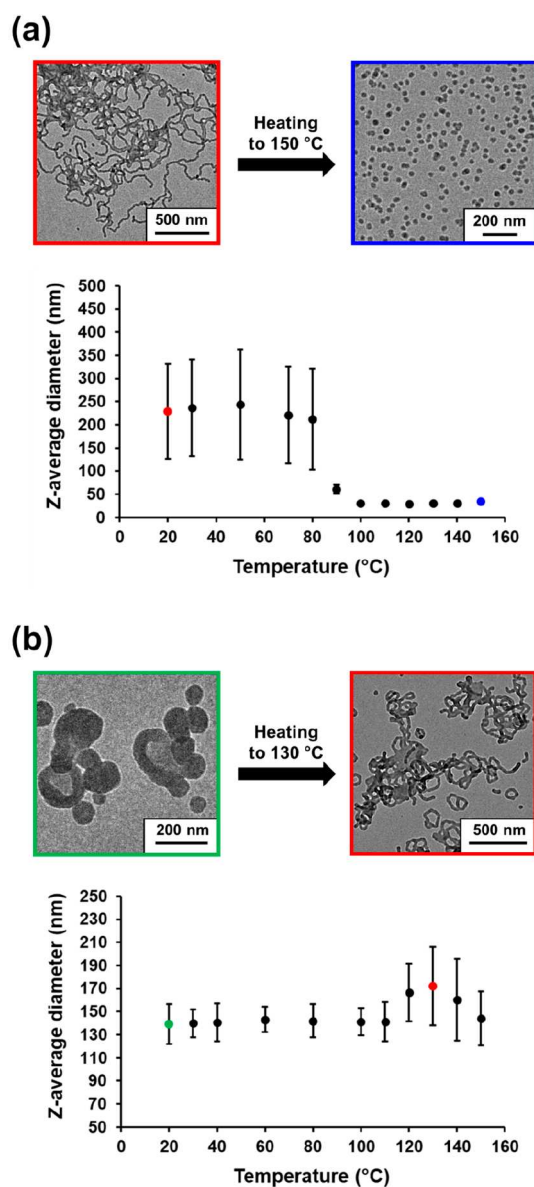 (a)
Heating
to 150 °C
500 nm
200 nm
Z-average diameter (nm)
500
450
400
350
300
250
200
150
100
50
0
0 20 40 60 80 100 120 140 160
Temperature (°C)
(b)
Heating
to 130 °C
200 nm
500 nm
Z-average diameter (nm)
250
230
210
190
170
150
130
110
90
70
50
0 20 40 60 80 100 120 140 160
Temperature (°C)